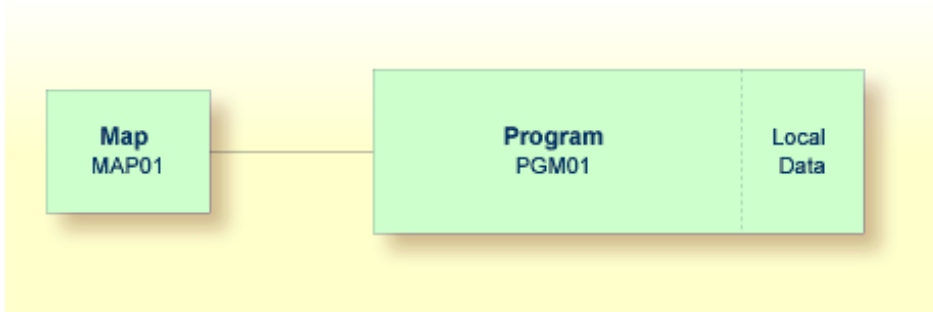 Map
MAP01
Program
PGM01
Local
Data